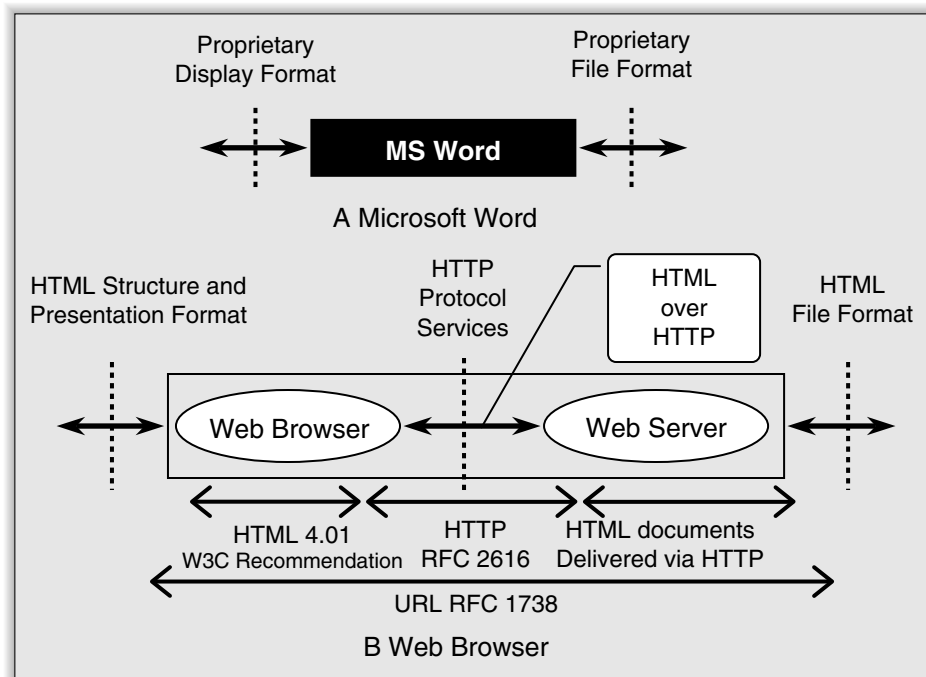 Proprietary
Display Format
Proprietary
File Format
MS Word
A Microsoft Word
HTML Structure and
Presentation Format
HTTP
Protocol
Services
HTML
over
HTTP
HTML
File Format
Web Browser
Web Server
HTML 4.01
W3C Recommendation
HTTP
RFC 2616
HTML documents
Delivered via HTTP
URL RFC 1738
B Web Browser